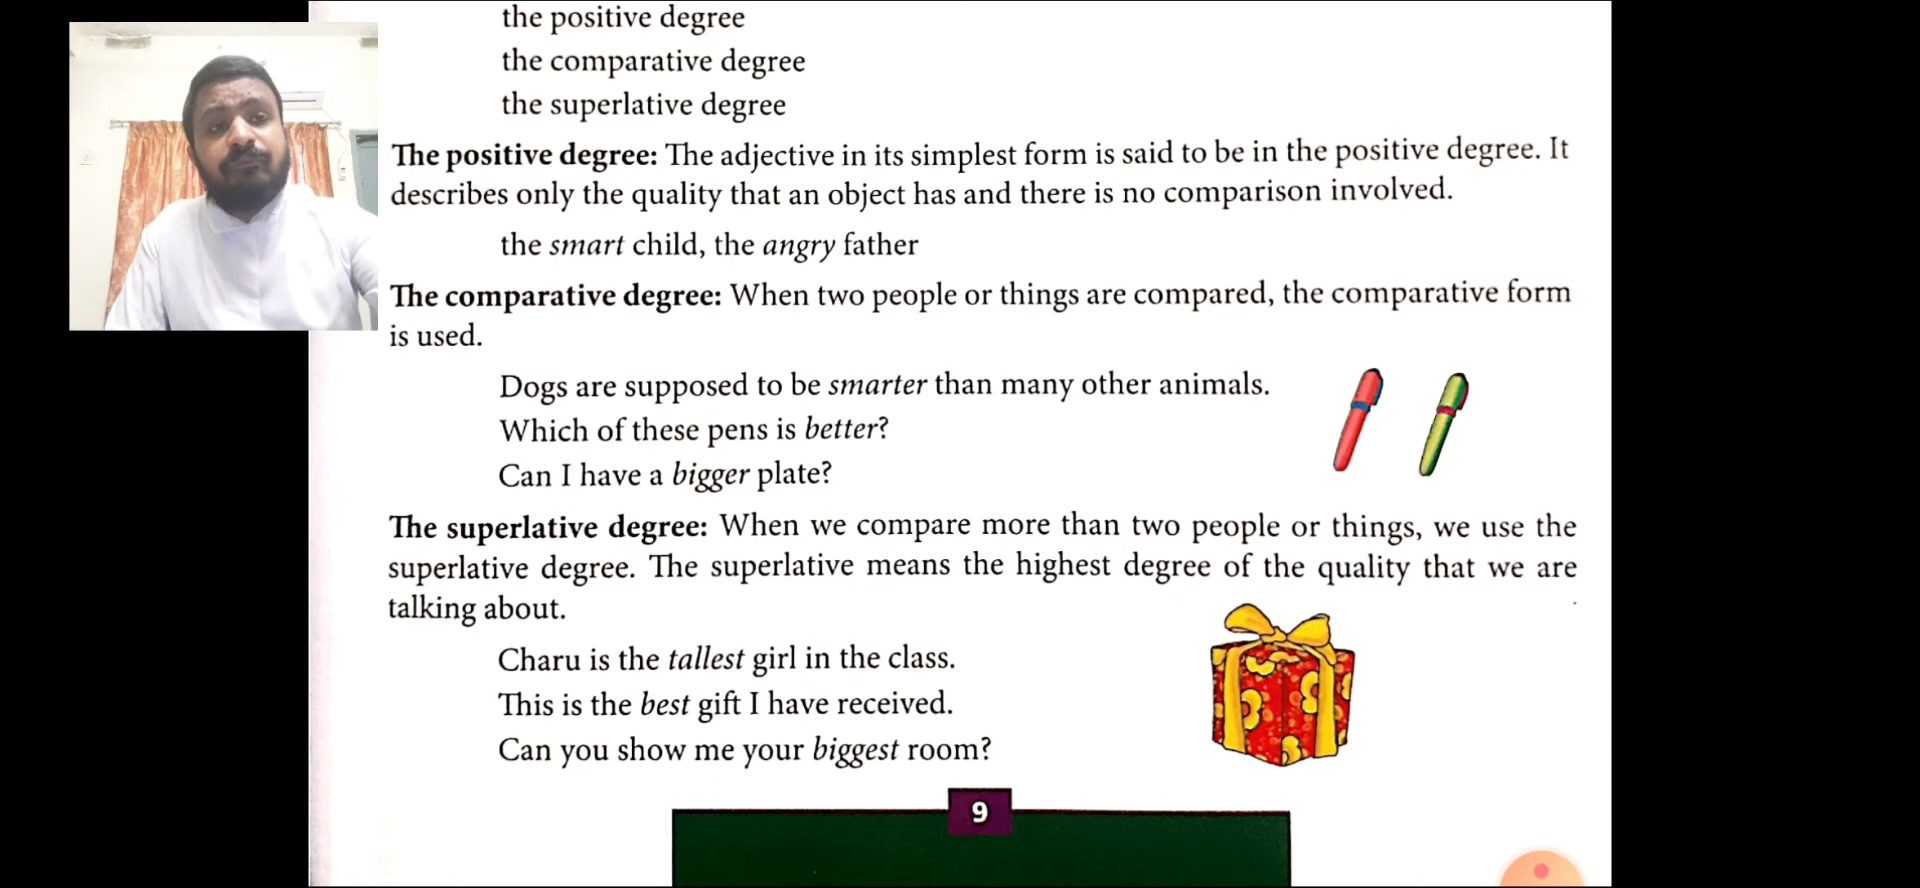 the positive degree
the comparative degree
the superlative degree
The positive degree: The adjective in its simplest form is said to be in the positive degree. It
describes only the quality that an object has and there is no comparison involved.
the smart child, the angry father
The comparative degree: When two people or things are compared, the comparative form
is used.
Dogs are supposed to be smarter than many other animals.
Which of these pens is better?
Can I have a bigger plate?
The superlative degree: When we compare more than two people or things, we use the
superlative degree. The superlative means the highest degree of the quality that we are
talking about.
Charu is the tallest girl in the class.
This is the best gift I have received.
Can you show me your biggest room?
9